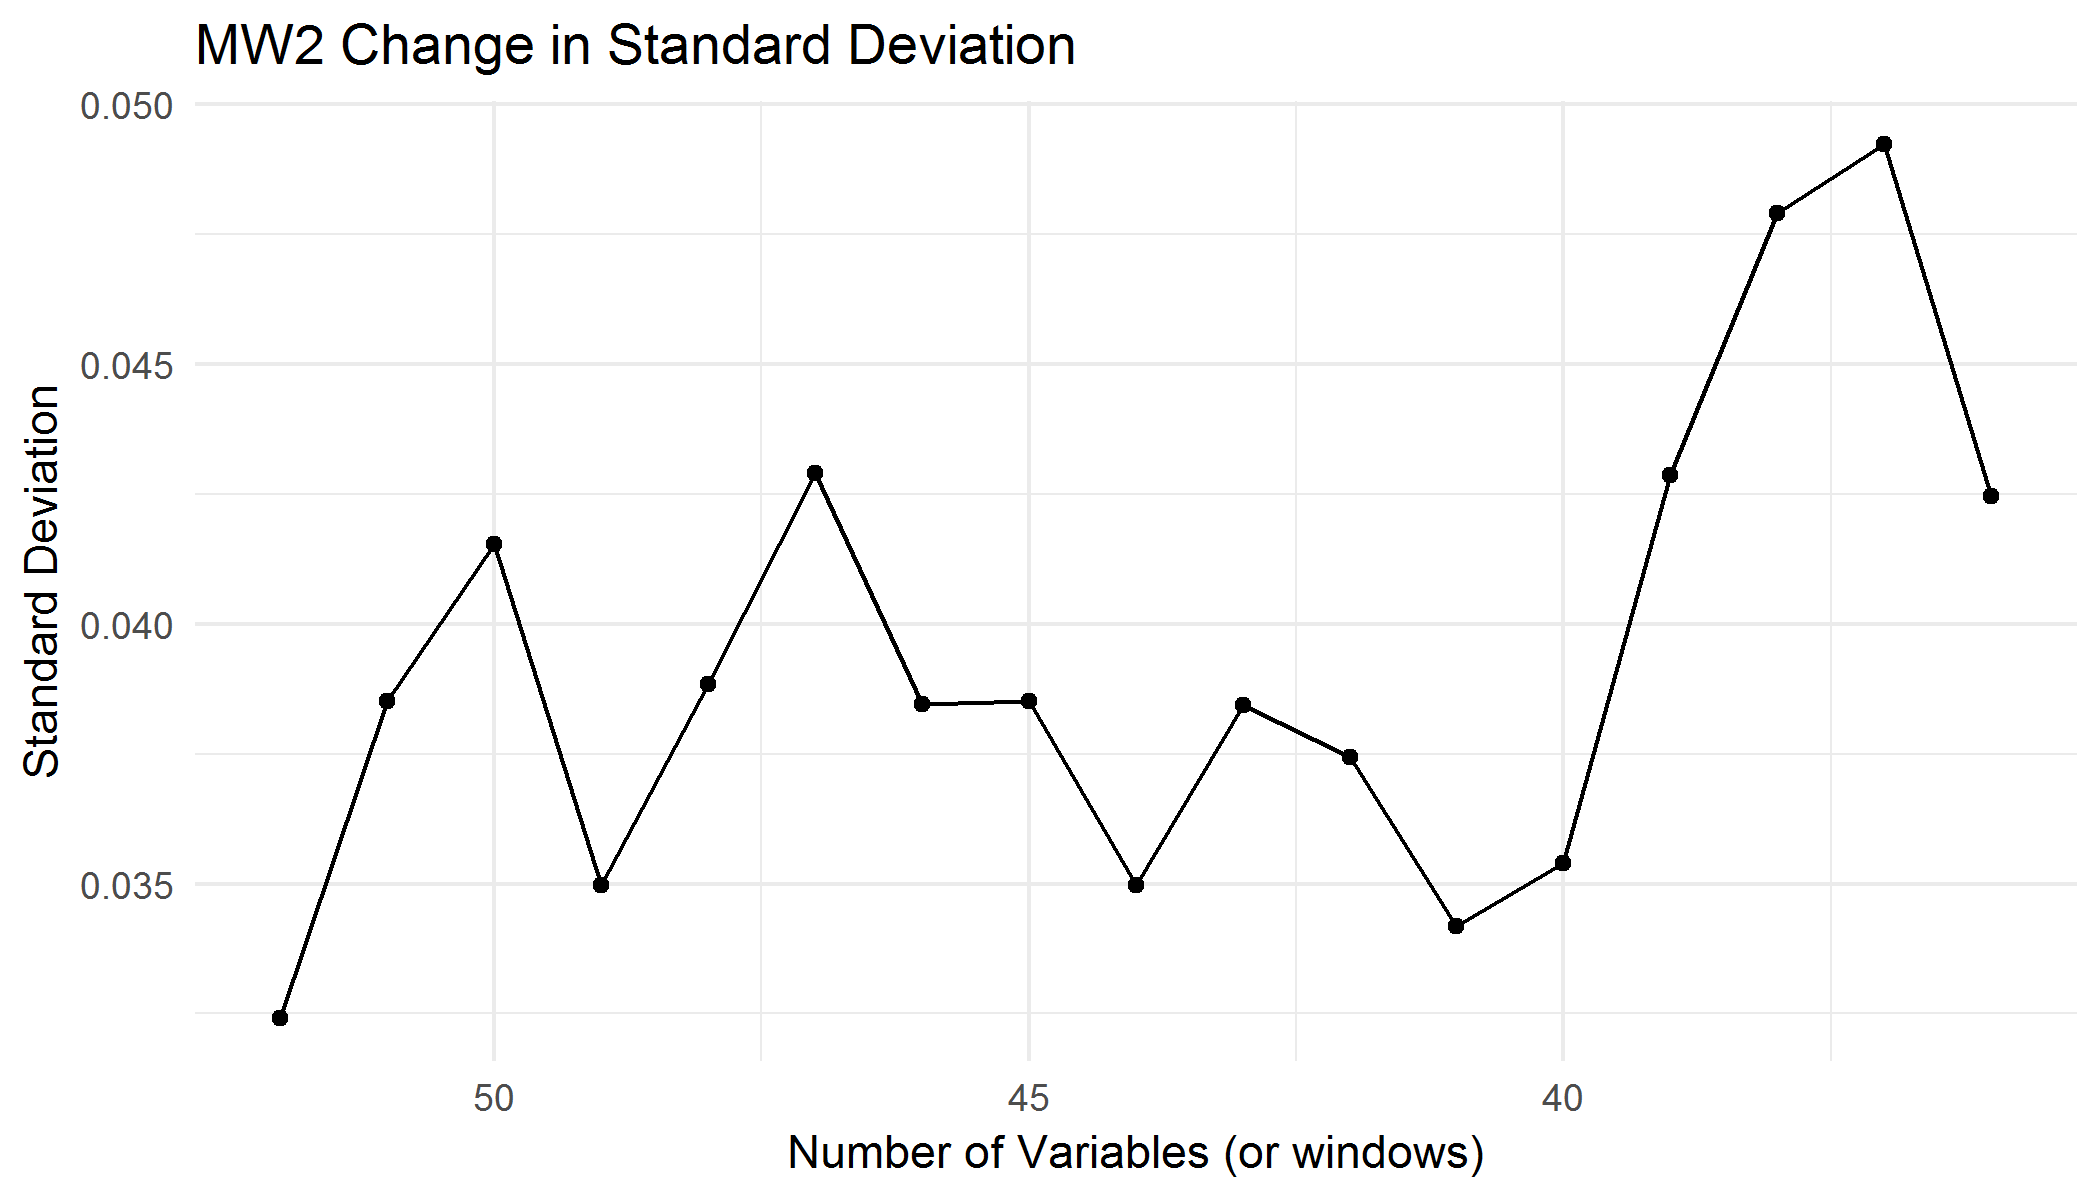 MW2 Change in Standard Deviation
0.050
0.045
0.040
0.035
Standard Deviation
50 45 40
Number of Variables (or windows)